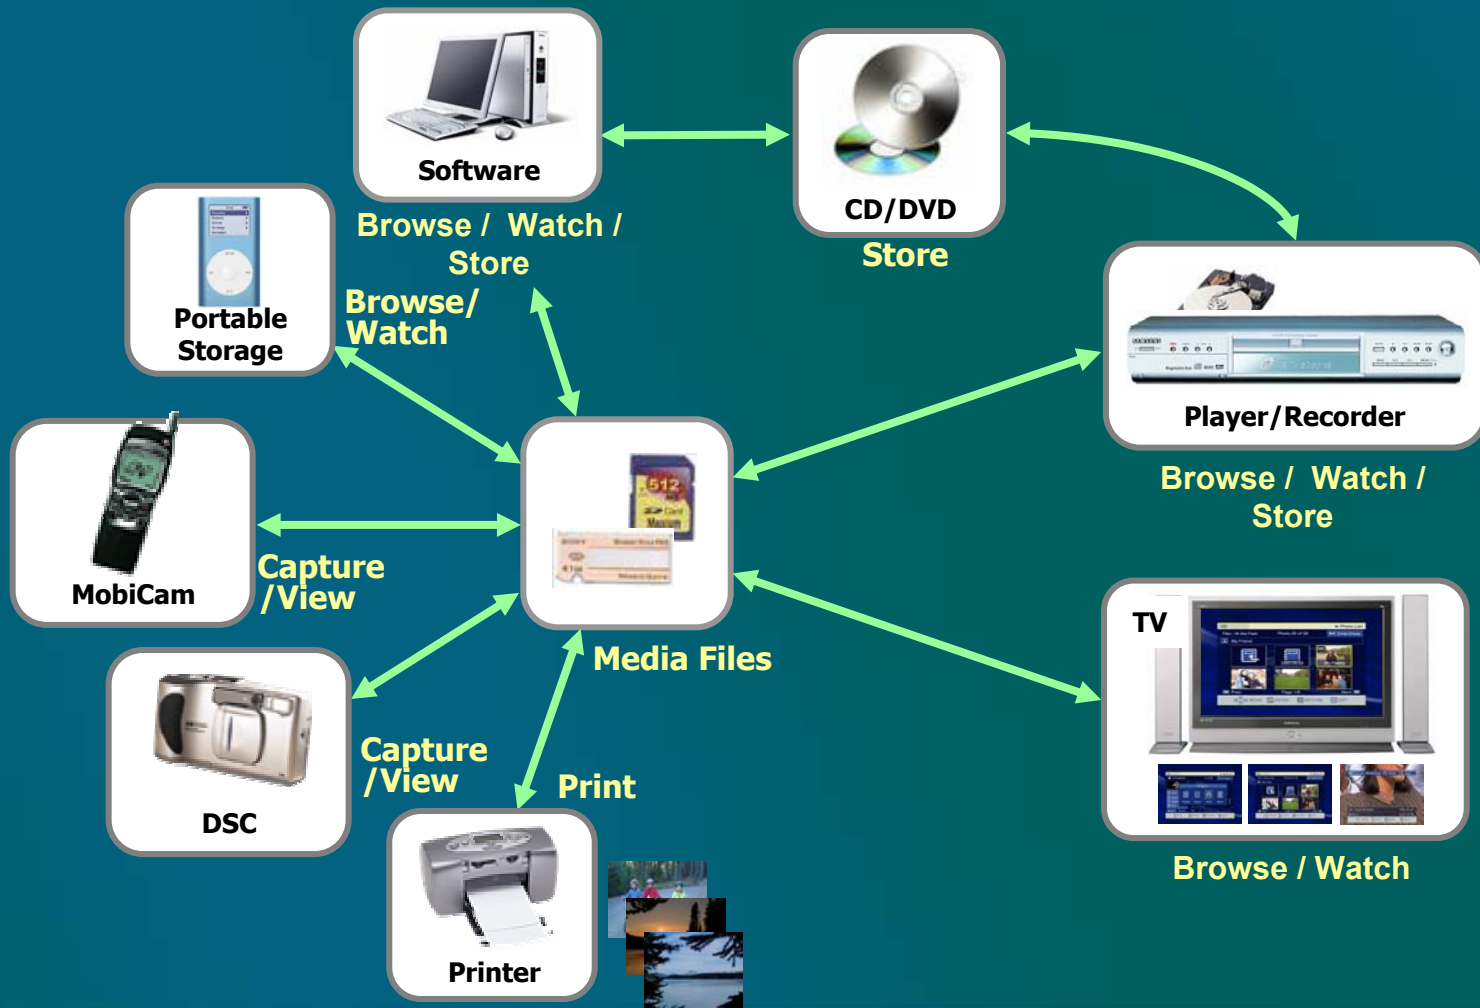 Software
Browse / Watch /
Store
CD/DVD
Store
Portable
Storage
Browse/
Watch
Player/Recorder
Browse / Watch /
Store
MobiCam
Capture
/View
512
Media Files
TV
Browse / Watch
DSC
Capture
/View
Print
Printer